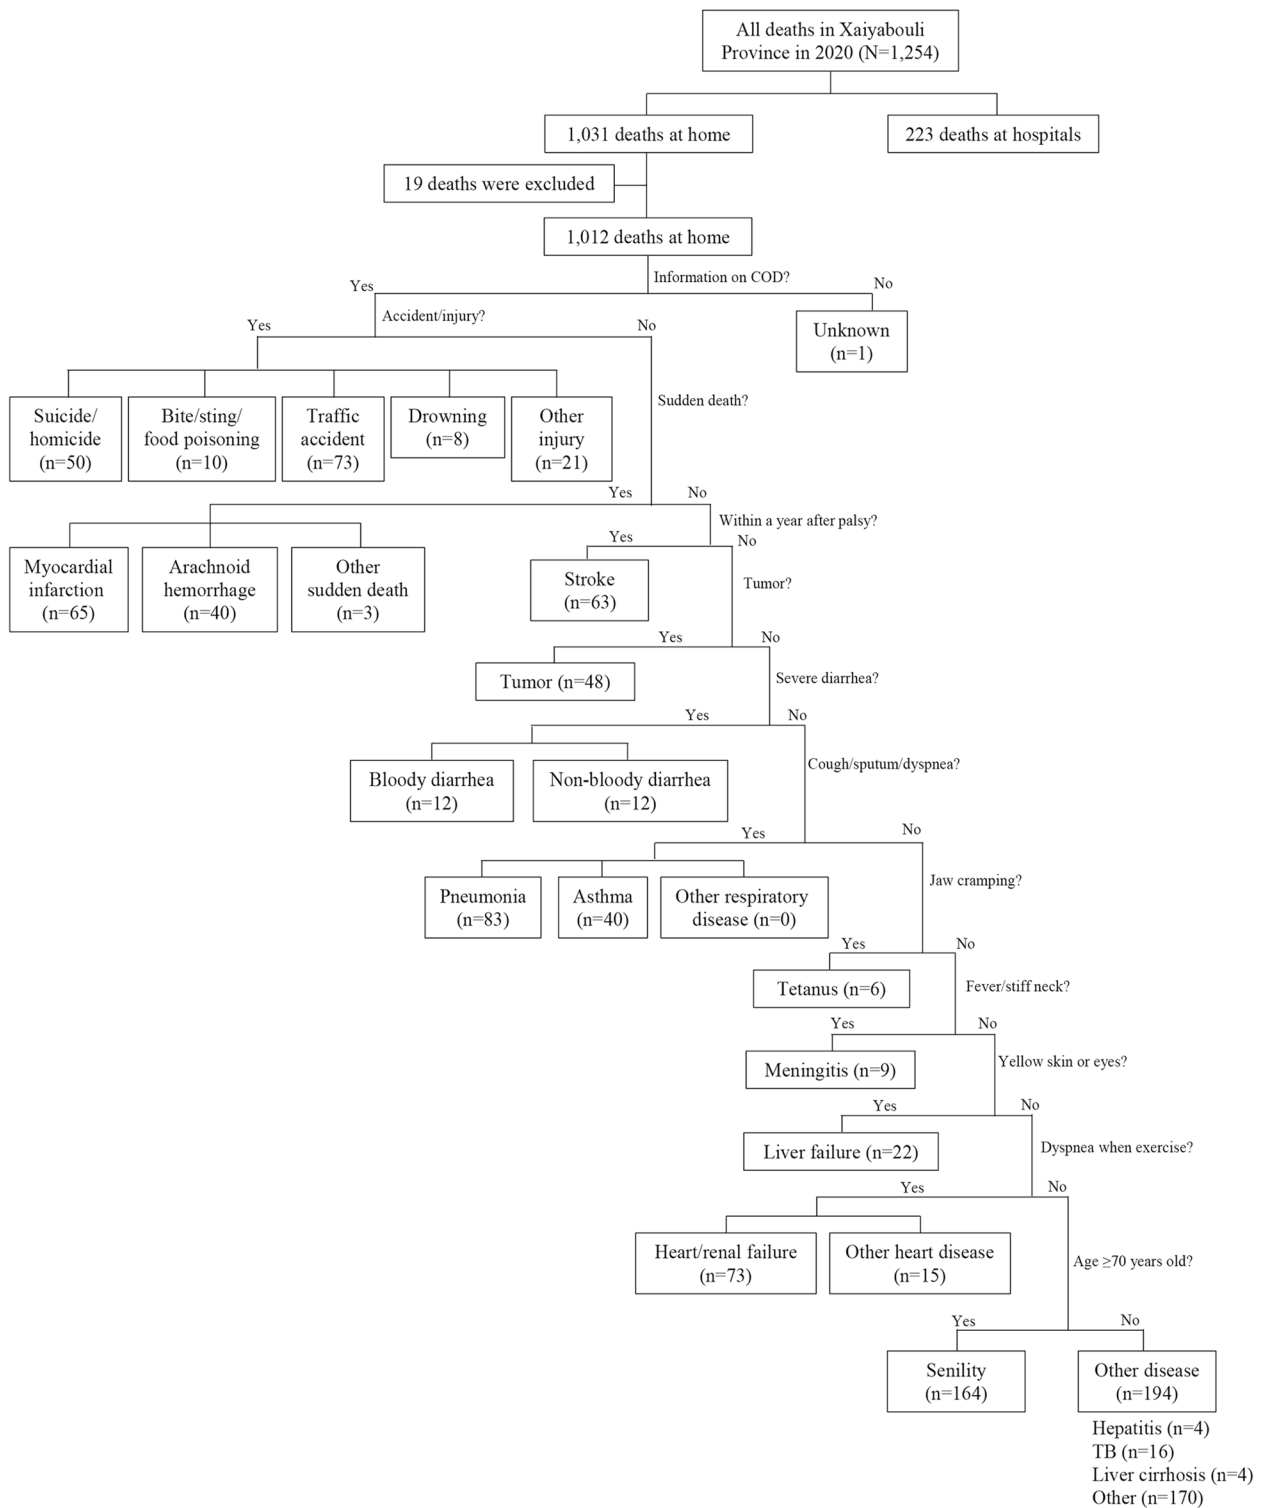 All deaths in Xaiyabouli
Province in 2020 (N=1,254)
1,031 deaths at home
223 deaths at hospitals
19 deaths were excluded
1,012 deaths at home
Information on COD?
Yes
No
Accident/injury?
Unknown
(n=1)
Yes
No
Suicide/
homicide
(n=50)
Bite/sting/
food poisoning
(n=10)
Traffic
accident
(n=73)
Drowning
(n=8)
Other
injury
(n=21)
Sudden death?
Yes
No
Myocardial
infarction
(n=65)
Arachnoid
hemorrhage
(n=40)
Other
sudden death
(n=3)
Within a year after palsy?
Yes
No
Stroke
(n=63)
Tumor?
Yes
No
Tumor (n=48)
Severe diarrhea?
Yes
No
Bloody diarrhea
(n=12)
Non-bloody diarrhea
(n=12)
Cough/sputum/dyspnea?
Yes
No
Pneumonia
(n=83)
Asthma
(n=40)
Other respiratory
disease (n=0)
Jaw cramping?
Yes
No
Tetanus (n=6)
Fever/stiff neck?
Yes
No
Meningitis (n=9)
Yellow skin or eyes?
Yes
No
Liver failure (n=22)
Dyspnea when exercise?
Yes
No
Heart/renal failure
(n=73)
Other heart disease
(n=15)
Age ≥70 years old?
Yes
No
Senility
(n=164)
Other disease
(n=194)
Hepatitis (n=4)
TB (n=16)
Liver cirrhosis (n=4)
Other (n=170)